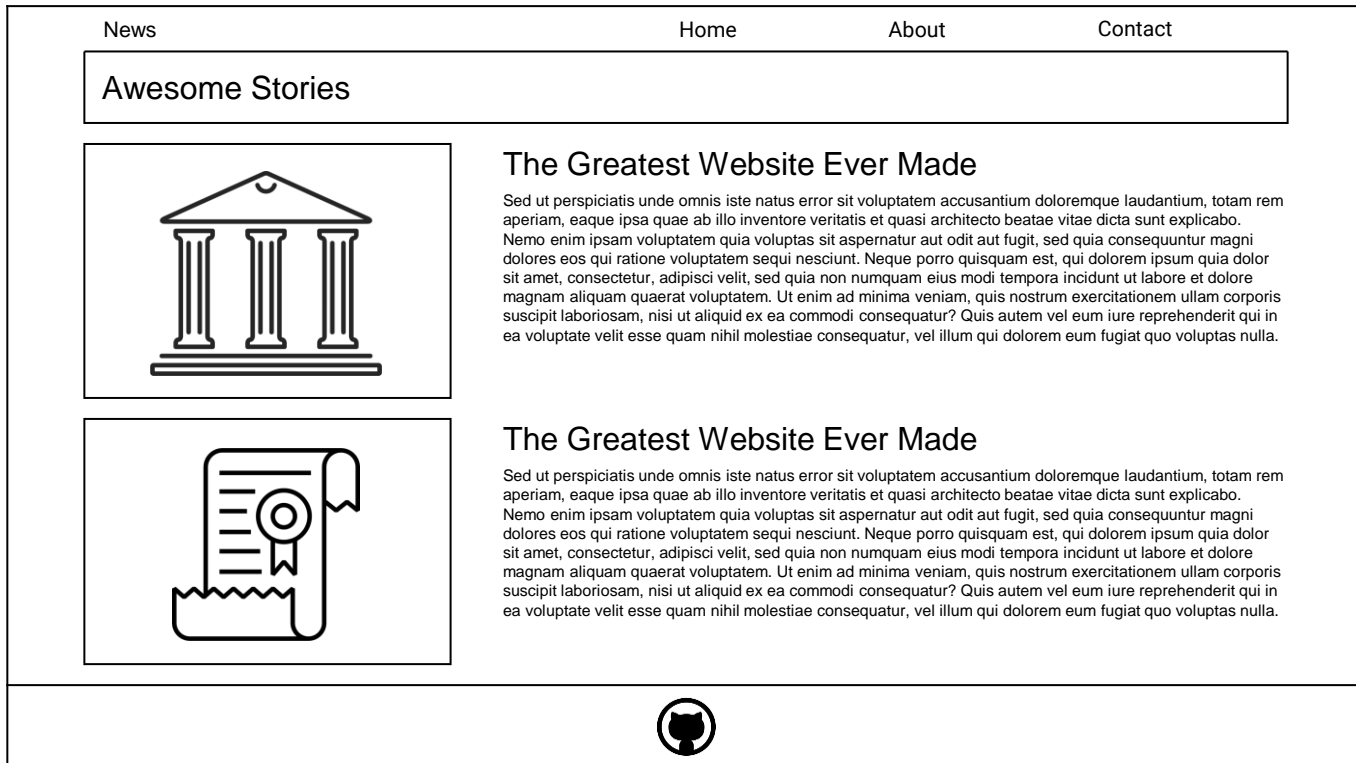 News Home About Contact
Awesome Stories
The Greatest Website Ever Made
Sed ut perspiciatis unde omnis iste natus error sit voluptatem accusantium doloremque laudantium, totam rem
aperiam, eaque ipsa quae ab illo inventore veritatis et quasi architecto beatae vitae dicta sunt explicabo.
Nemo enim ipsam voluptatem quia voluptas sit aspernatur aut odit aut fugit, sed quia consequuntur magni
dolores eos qui ratione voluptatem sequi nesciunt. Neque porro quisquam est, qui dolorem ipsum quia dolor
sit amet, consectetur, adipisci velit, sed quia non numquam eius modi tempora incidunt ut labore et dolore
magnam aliquam quaerat voluptatem. Ut enim ad minima veniam, quis nostrum exercitationem ullam corporis
suscipit laboriosam, nisi ut aliquid ex ea commodi consequatur? Quis autem vel eum iure reprehenderit qui in
ea voluptate velit esse quam nihil molestiae consequatur, vel illum qui dolorem eum fugiat quo voluptas nulla.
The Greatest Website Ever Made
Sed ut perspiciatis unde omnis iste natus error sit voluptatem accusantium doloremque laudantium, totam rem
aperiam, eaque ipsa quae ab illo inventore veritatis et quasi architecto beatae vitae dicta sunt explicabo.
Nemo enim ipsam voluptatem quia voluptas sit aspernatur aut odit aut fugit, sed quia consequuntur magni
dolores eos qui ratione voluptatem sequi nesciunt. Neque porro quisquam est, qui dolorem ipsum quia dolor
sit amet, consectetur, adipisci velit, sed quia non numquam eius modi tempora incidunt ut labore et dolore
magnam aliquam quaerat voluptatem. Ut enim ad minima veniam, quis nostrum exercitationem ullam corporis
suscipit laboriosam, nisi ut aliquid ex ea commodi consequatur? Quis autem vel eum iure reprehenderit qui in
ea voluptate velit esse quam nihil molestiae consequatur, vel illum qui dolorem eum fugiat quo voluptas nulla.